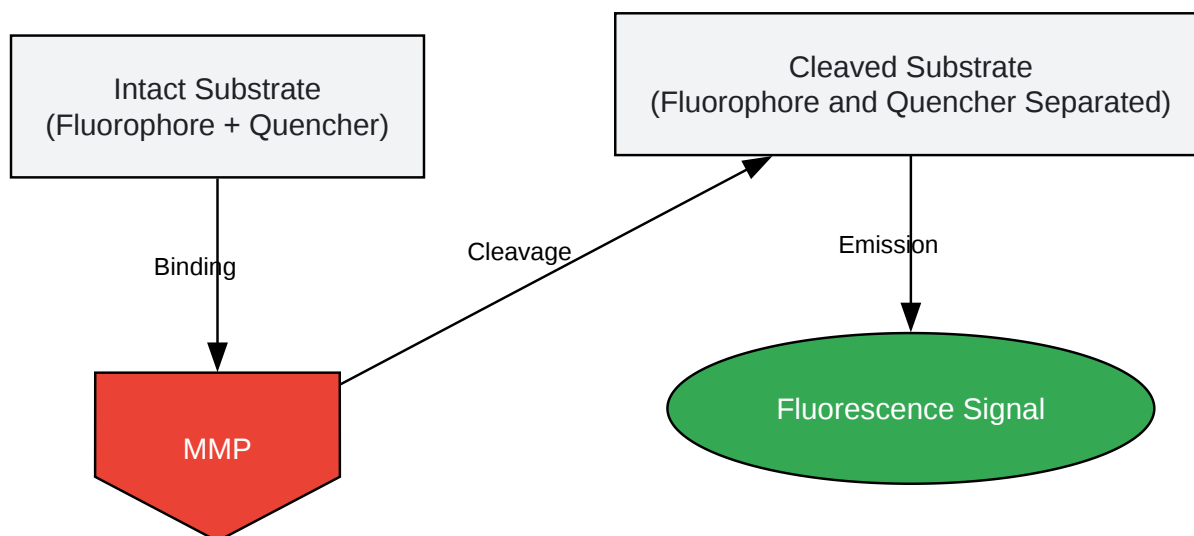 Intact Substrate
(Fluorophore + Quencher)
Cleaved Substrate
(Fluorophore and Quencher Separated)
Binding
Cleavage
Emission
MMP
Fluorescence Signal